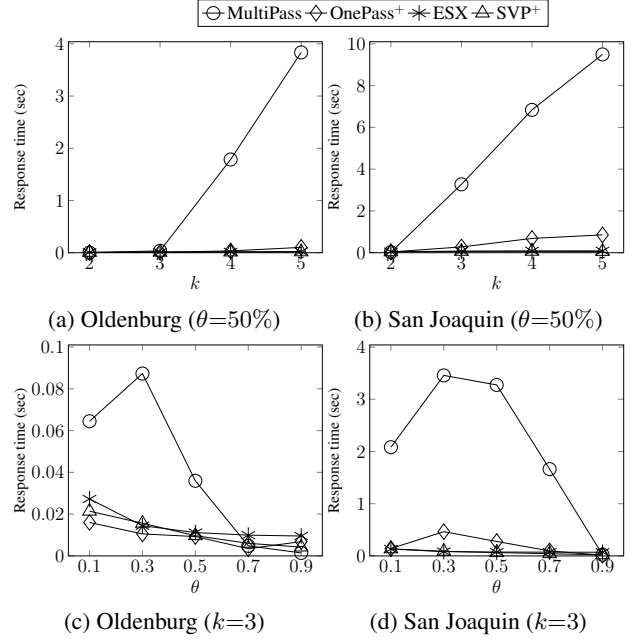 MultiPass OnePass+ ESX SVP+
Response time (sec)
4
3
2
1
0
2 3 4 5
k
(a) Oldenburg (θ=50%)
Response time (sec)
10
8
6
4
2
0
2 3 4 5
k
(b) San Joaquin (θ=50%)
Response time (sec)
0.1
0.08
0.06
0.04
0.02
0
0.1 0.3 0.5 0.7 0.9
θ
(c) Oldenburg (k=3)
Response time (sec)
4
3
2
1
0
0.1 0.3 0.5 0.7 0.9
θ
(d) San Joaquin (k=3)